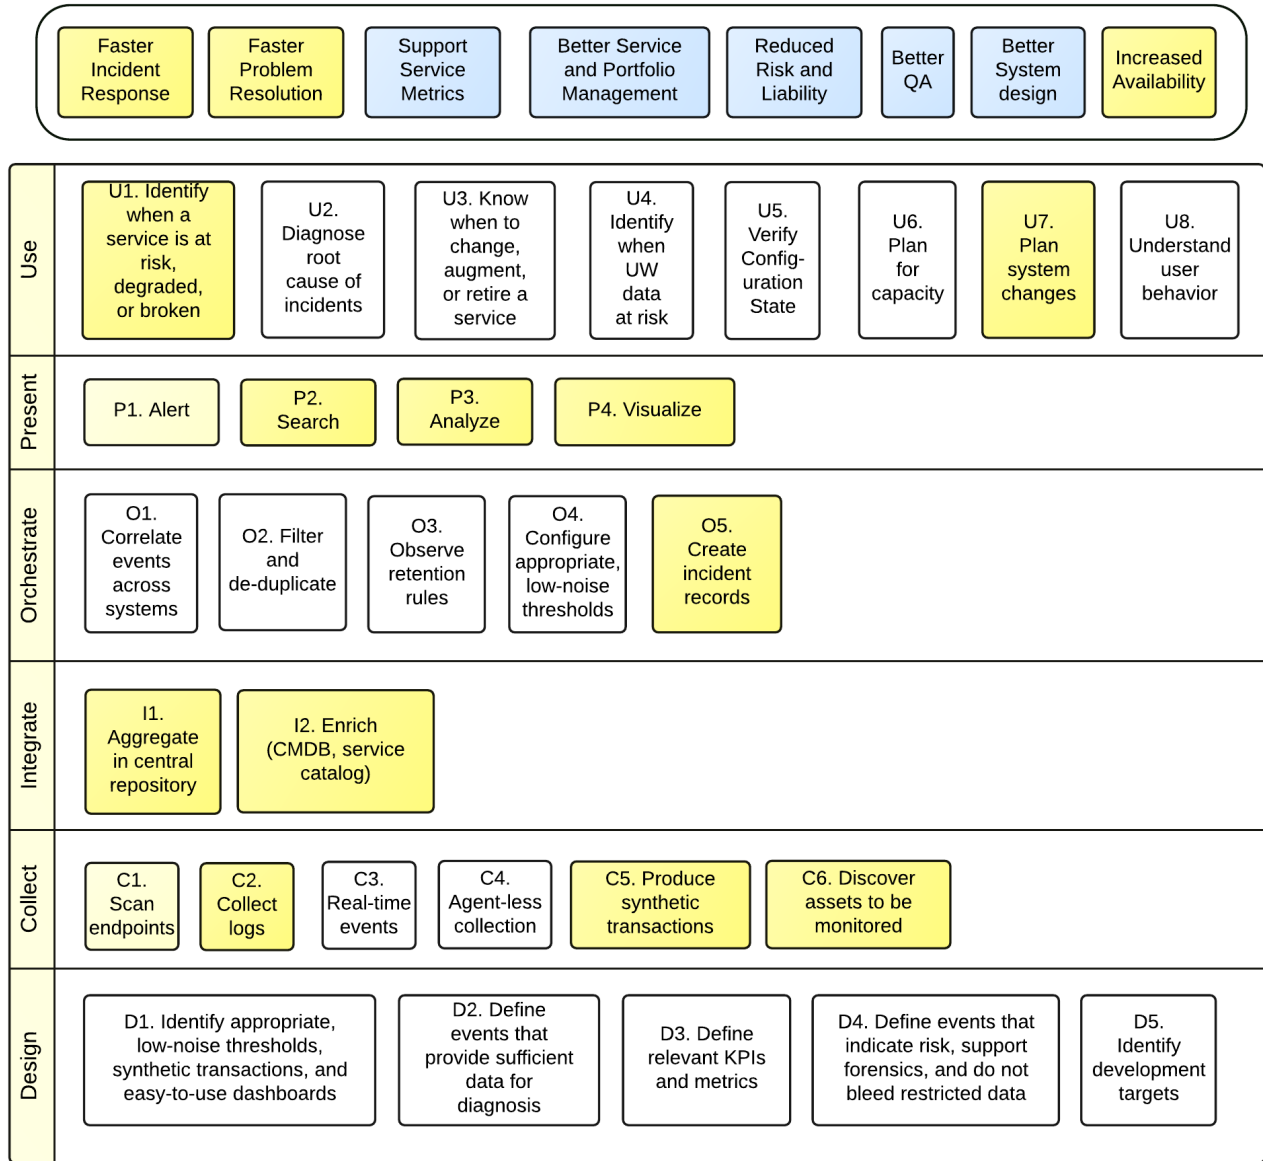 Faster
Incident
Response
Faster
Problem
Resolution
Support
Service
Metrics
Better Service
and Portfolio
Management
Reduced
Risk and
Liability
Better
QA
Better
System
design
Increased
Availability
Use
U1. Identify
when a
service is at
risk,
degraded,
or broken
U2.
Diagnose
root
cause of
incidents
U3. Know
when to
change,
augment,
or retire a
service
U4.
Identify
when
UW
data
at risk
U5.
Verify
Config-
uration
State
U6.
Plan
for
capacity
U7.
Plan
system
changes
U8.
Understand
user
behavior
Present
P1. Alert
P2.
Search
P3.
Analyze
P4. Visualize
Orchestrate
O1.
Correlate
events
across
systems
O2. Filter
and
de-duplicate
O3.
Observe
retention
rules
O4.
Configure
appropriate,
low-noise
thresholds
O5.
Create
incident
records
Integrate
I1.
Aggregate
in central
repository
I2. Enrich
(CMDB, service
catalog)
Collect
C1.
Scan
endpoints
C2.
Collect
logs
C3.
Real-time
events
C4.
Agent-less
collection
C5. Produce
synthetic
transactions
C6. Discover
assets to be
monitored
Design
D1. Identify appropriate,
low-noise thresholds,
synthetic transactions, and
easy-to-use dashboards
D2. Define
events that
provide sufficient
data for
diagnosis
D3. Define
relevant KPIs
and metrics
D4. Define events that
indicate risk, support
forensics, and do not
bleed restricted data
D5.
Identify
development
targets